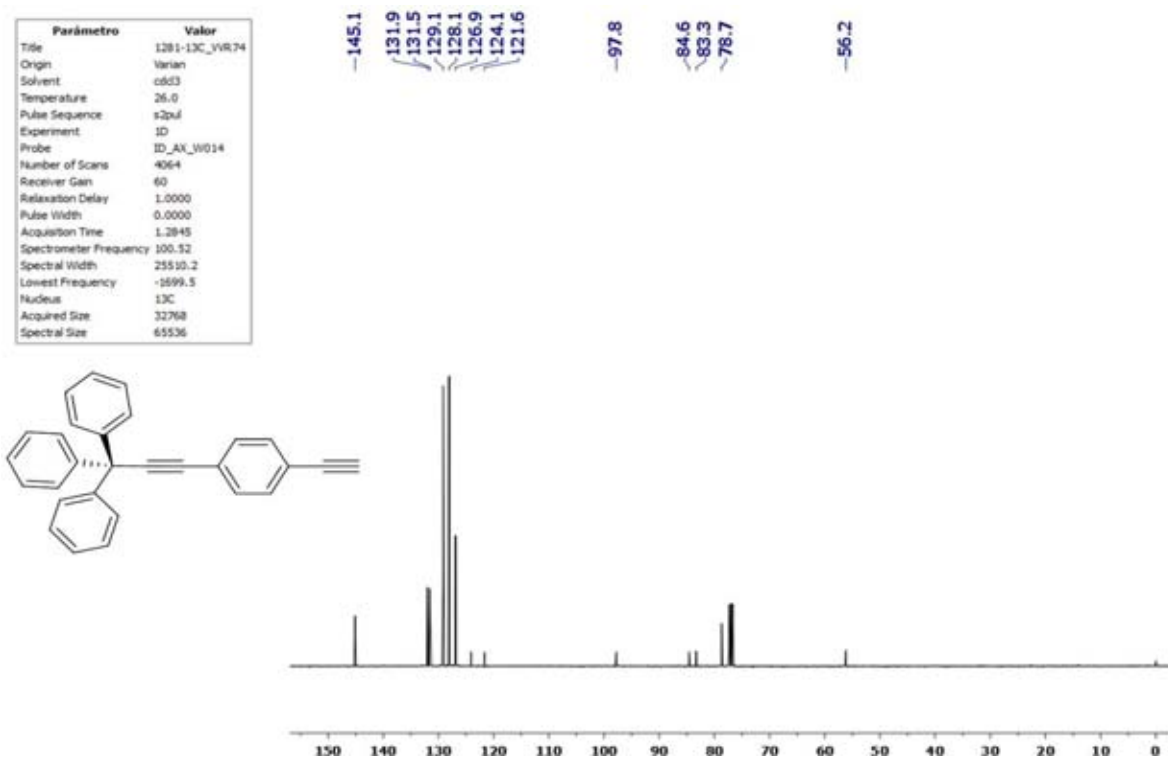 Parámetro Valor
Title 1281-13C_VVR74
Origin Varian
Solvent cdcl3
Temperature 26.0
Pulse Sequence s2pul
Experiment 1D
Probe ID_AX_W014
Number of Scans 4064
Receiver Gain 60
Relaxation Delay 1.0000
Pulse Width 0.0000
Acquisition Time 1.2845
Spectrometer Frequency 100.52
Spectral Width 25510.2
Lowest Frequency -1699.5
Nucleus 13C
Acquired Size 32768
Spectral Size 65536
145.1
131.9
131.5
129.1
128.1
126.9
124.1
121.6
97.8
84.6
83.3
78.7
56.2
150 140 130 120 110 100 90 80 70 60 50 40 30 20 10 0